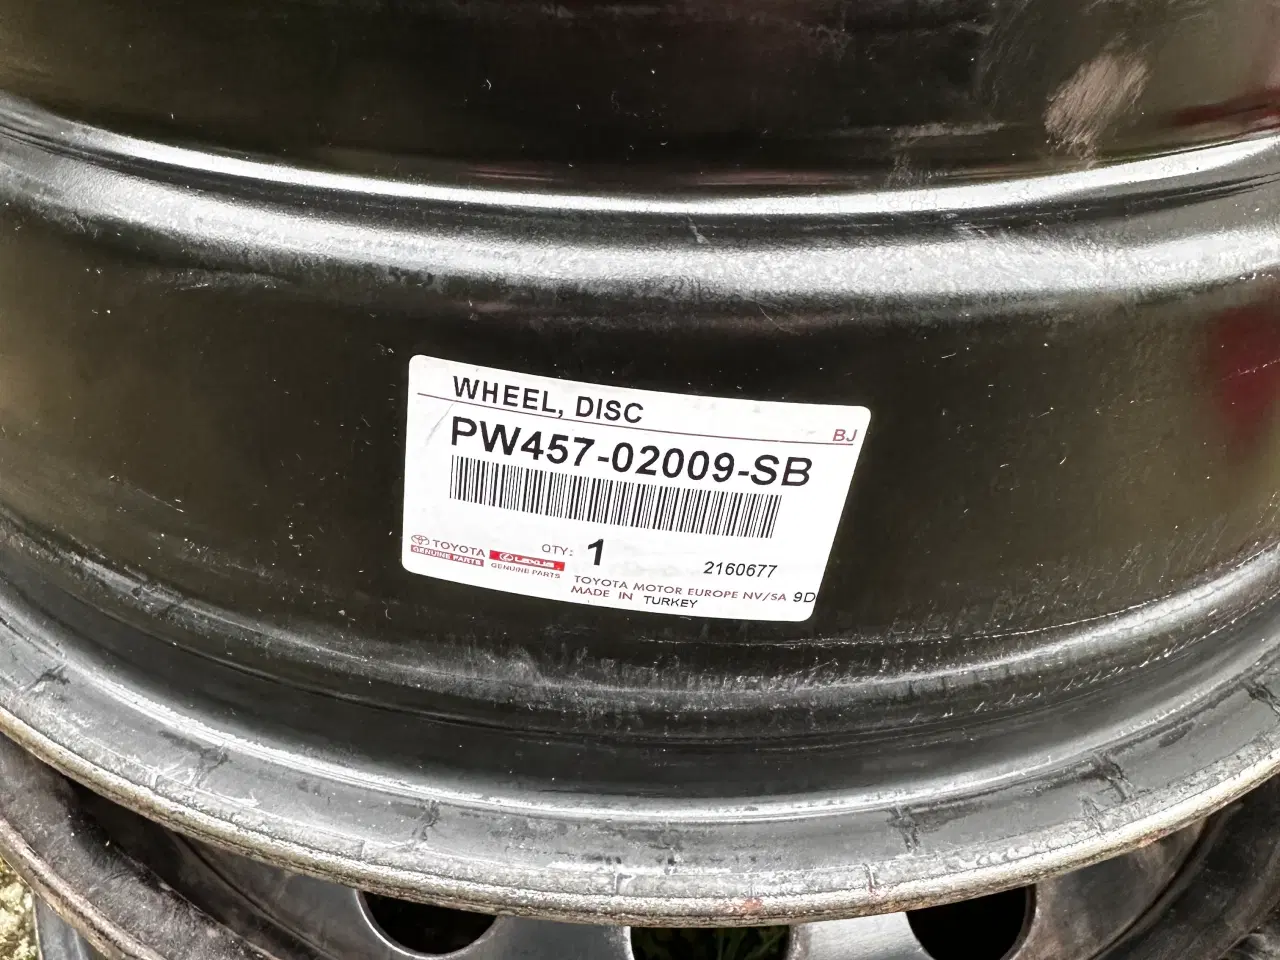 WHEEL, DISC
BJ
PW457-02009-SB
TOYOTA
GENUINE PARTS
LEXUS
GENUINE PARTS
QTY: 1
2160677
TOYOTA MOTOR EUROPE NV/SA 9D
MADE IN TURKEY